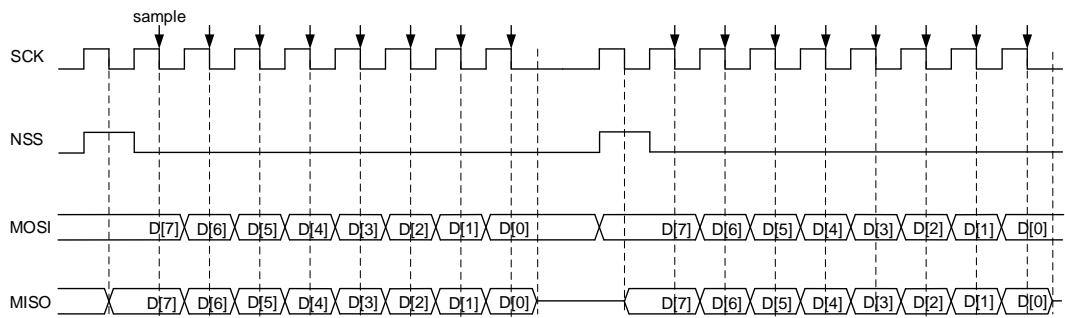 sample
SCK
NSS
MOSI D[7] D[6] D[5] D[4] D[3] D[2] D[1] D[0] D[7] D[6] D[5] D[4] D[3] D[2] D[1] D[0]
MISO D[7] D[6] D[5] D[4] D[3] D[2] D[1] D[0] D[7] D[6] D[5] D[4] D[3] D[2] D[1] D[0]